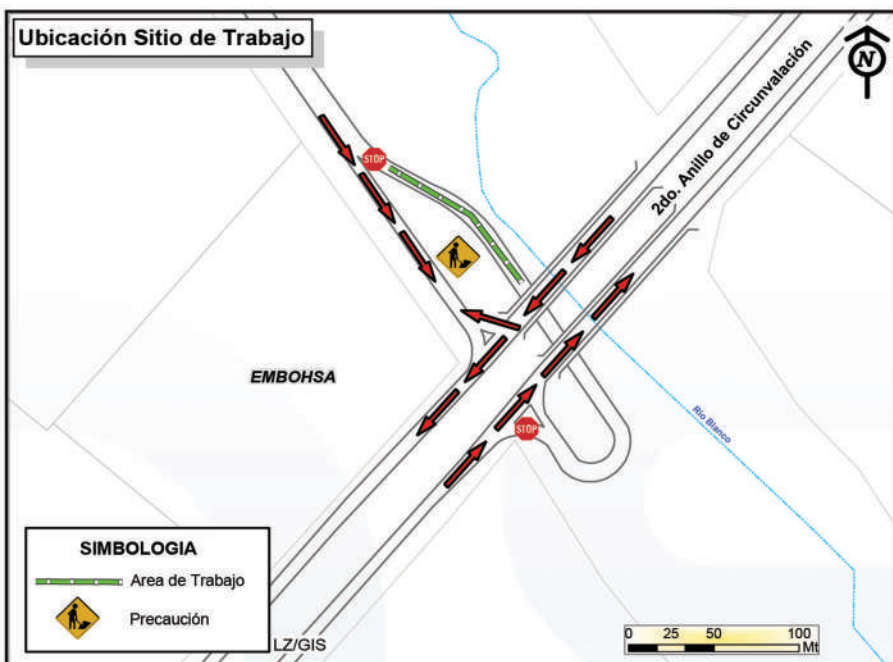 Ubicación Sitio de Trabajo
N
2do. Anillo de Circunvalación
STOP
EMBOHSA
STOP
Rio Blanco
SIMBOLOGIA
Area de Trabajo
Precaución
LZ/GIS
0 25 50 100
Mt